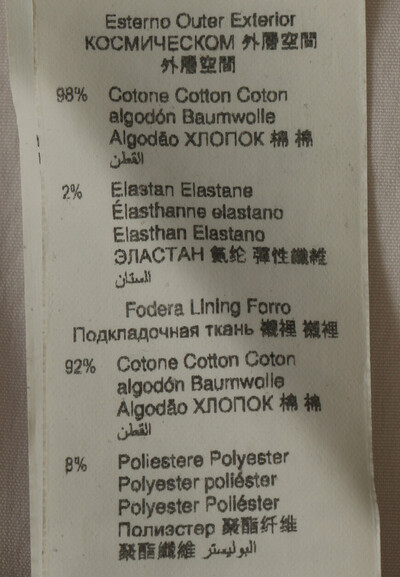 Esterno Outer Exterior
КОСМИЧЕСКОМ 外層空間
外層空間
98% Cotone Cotton Coton
algodón Baumwolle
Algodão ХЛОПОК 棉 棉
القطن
2% Elastan Elastane
Élasthanne elastano
Elasthan Elastano
ЭЛАСТАН 氨纶 彈性纖維
الستان
Fodera Lining Forro
Подкладочная ткань 襯裡 襯裡
92% Cotone Cotton Coton
algodón Baumwolle
Algodão ХЛОПОК 棉 棉
القطن
8% Poliestere Polyester
Polyester poliéster
Polyester Poliéster
Полиэстер 聚酯纤维
聚酯纖維 البوليستر